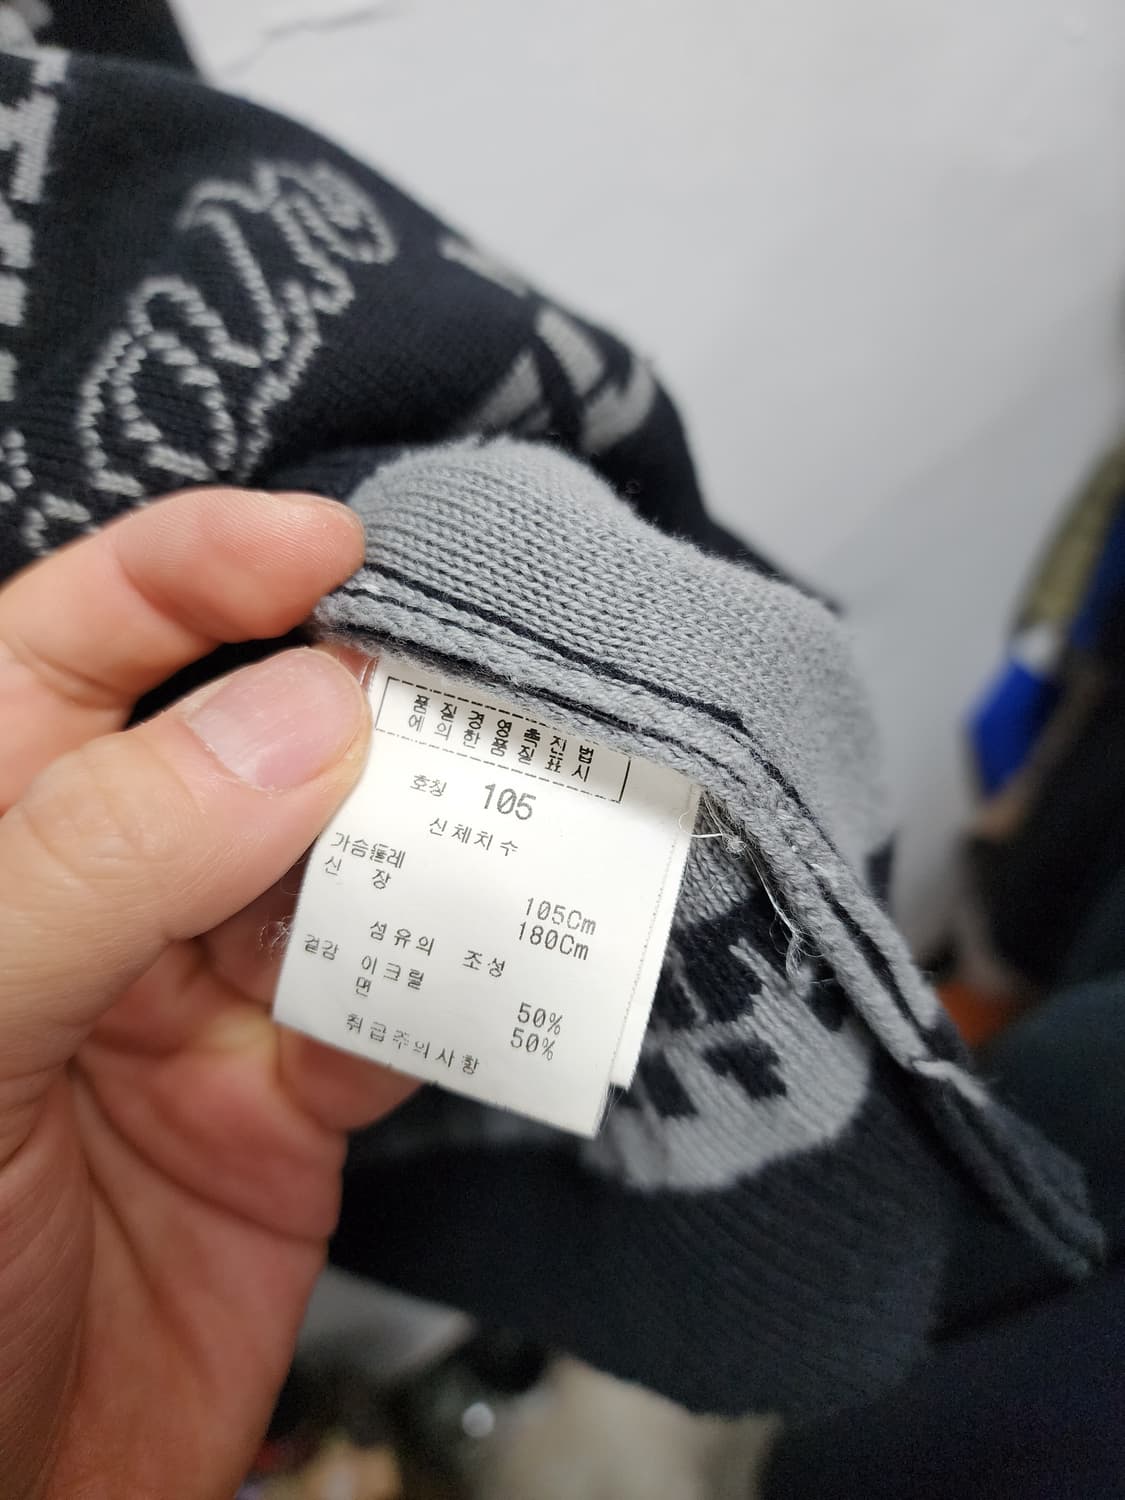 품질경영촉진법
에의한품질표시
호칭 105
신체치수
가슴둘레 105Cm
신 장 180Cm
섬유의 조성
겉감 아크릴 50%
면 50%
취급주의사항